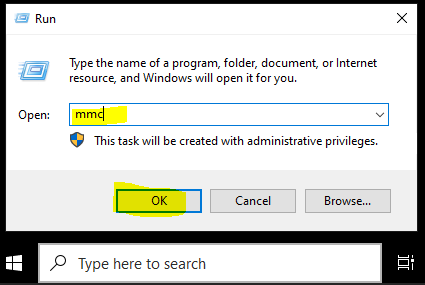 Run
Type the name of a program, folder, document, or Internet
resource, and Windows will open it for you.
Open: mmc
This task will be created with administrative privileges.
OK Cancel Browse...
Type here to search